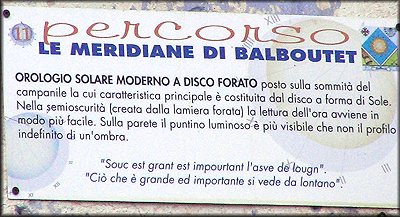 11 percorso
LE MERIDIANE DI BALBOUTET
OROLOGIO SOLARE MODERNO A DISCO FORATO posto sulla sommità del
campanile la cui caratteristica principale è costituita dal disco a forma di Sole.
Nella semioscurità (creata dalla lamiera forata) la lettura dell'ora avviene in
modo più facile. Sulla parete il puntino luminoso è più visibile che non il profilo
indefinito di un'ombra.
"Souc est grant est impourtant l'asve de lougn".
"Ciò che è grande ed importante si vede da lontano".